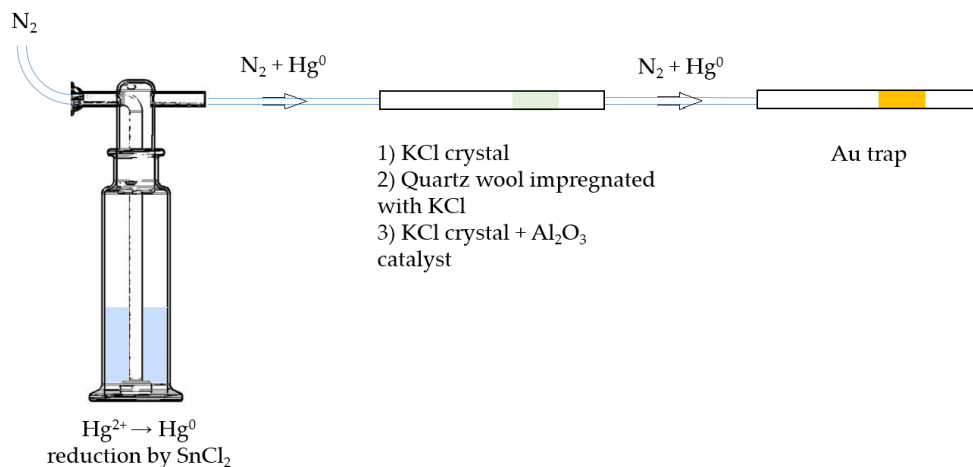 N₂
N₂ + Hg⁰
N₂ + Hg⁰
1) KCl crystal
2) Quartz wool impregnated
with KCl
3) KCl crystal + Al₂O₃
catalyst
Au trap
Hg²⁺ → Hg⁰
reduction by SnCl₂